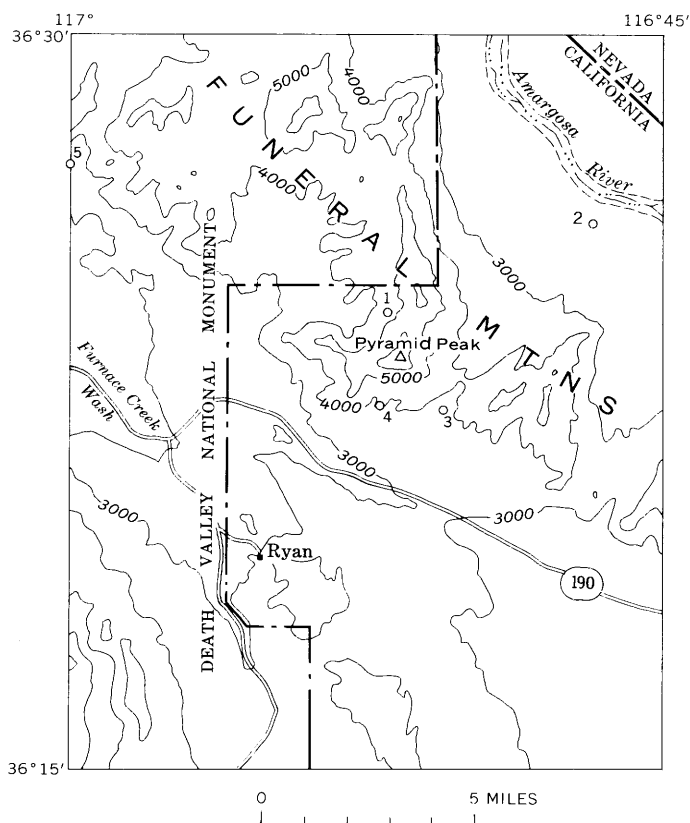 117°
116°45'
36°30'
NEVADA
CALIFORNIA
5000
4000
FUNERAL MTNS
Amargosa River
5
4000
2
3000
1
Pyramid Peak
5000
4000
4
3
Furnace Creek Wash
3000
3000
3000
DEATH VALLEY NATIONAL MONUMENT
Ryan
190
36°15'
0 5 MILES